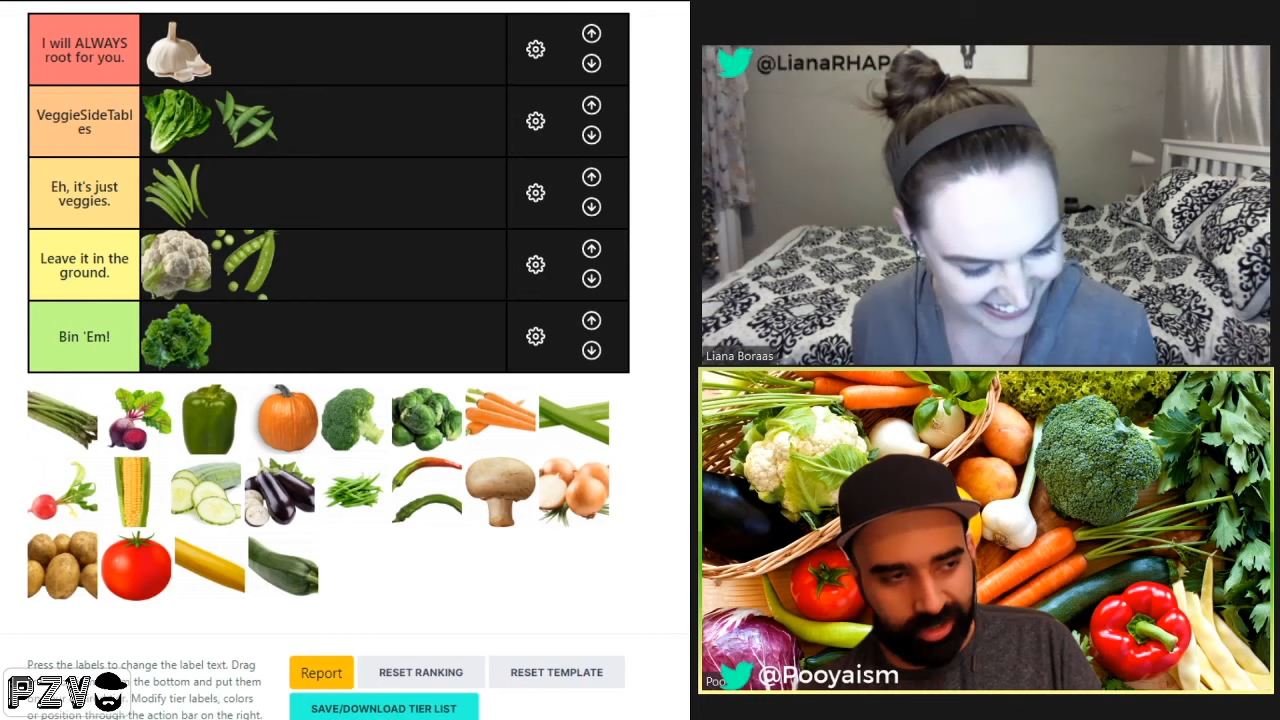 I will ALWAYS
root for you.
VeggieSideTabl
es
Eh, it's just
veggies.
Leave it in the
ground.
Bin 'Em!
Press the labels to change the label text. Drag
the bottom and put them
Modify tier labels, colors
or position through the action bar on the right.
Report
RESET RANKING
RESET TEMPLATE
SAVE/DOWNLOAD TIER LIST
PZV
@LianaRHAP
Liana Boraas
Poo
@Pooyaism